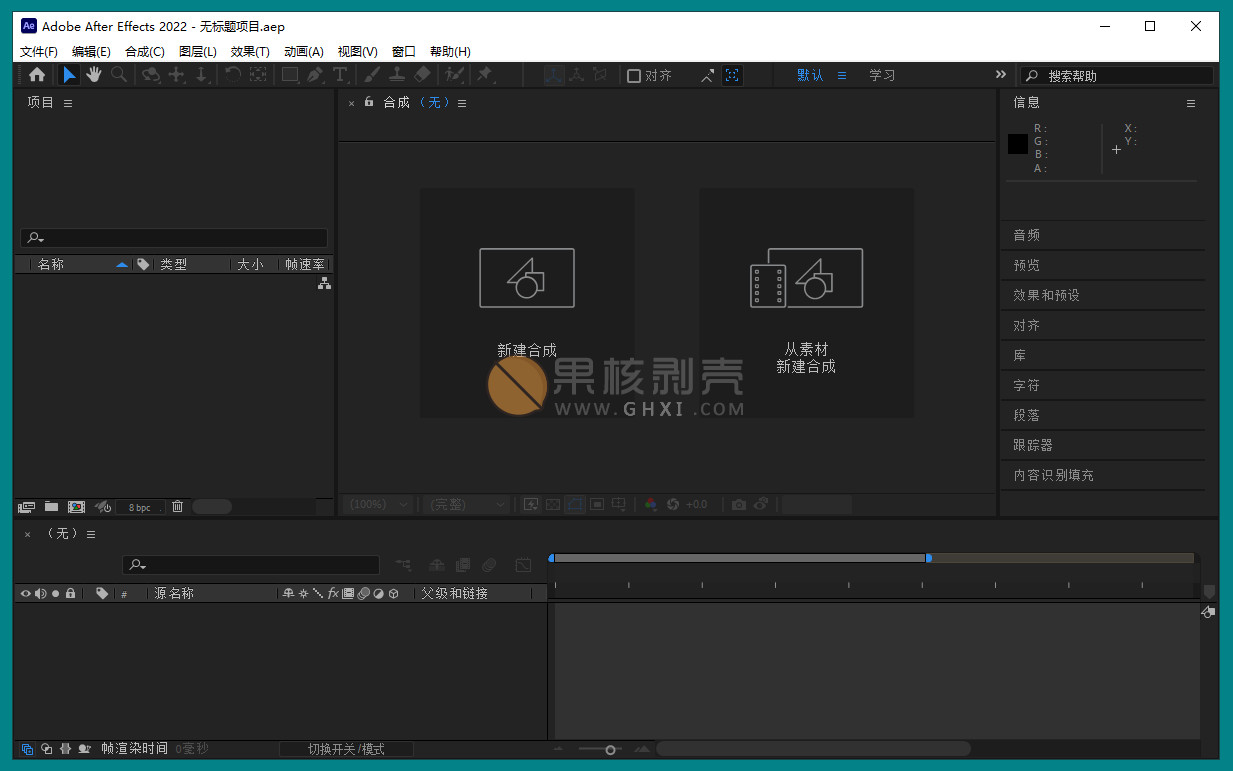 Ae Adobe After Effects 2022 - 无标题项目.aep
文件(F) 编辑(E) 合成(C) 图层(L) 效果(T) 动画(A) 视图(V) 窗口 帮助(H)
对齐 默认 学习 搜索帮助
项目
合成 (无)
信息
R:
G:
B:
A:
X:
Y:
名称 类型 大小 帧速率
新建合成
从素材
新建合成
果核剥壳
WWW.GHXI.COM
音频
预览
效果和预设
对齐
库
字符
段落
跟踪器
内容识别填充
8 bpc
(100%) (完整) +0.0
(无)
# 源名称 fx 父级和链接
帧渲染时间 0毫秒 切换开关/模式